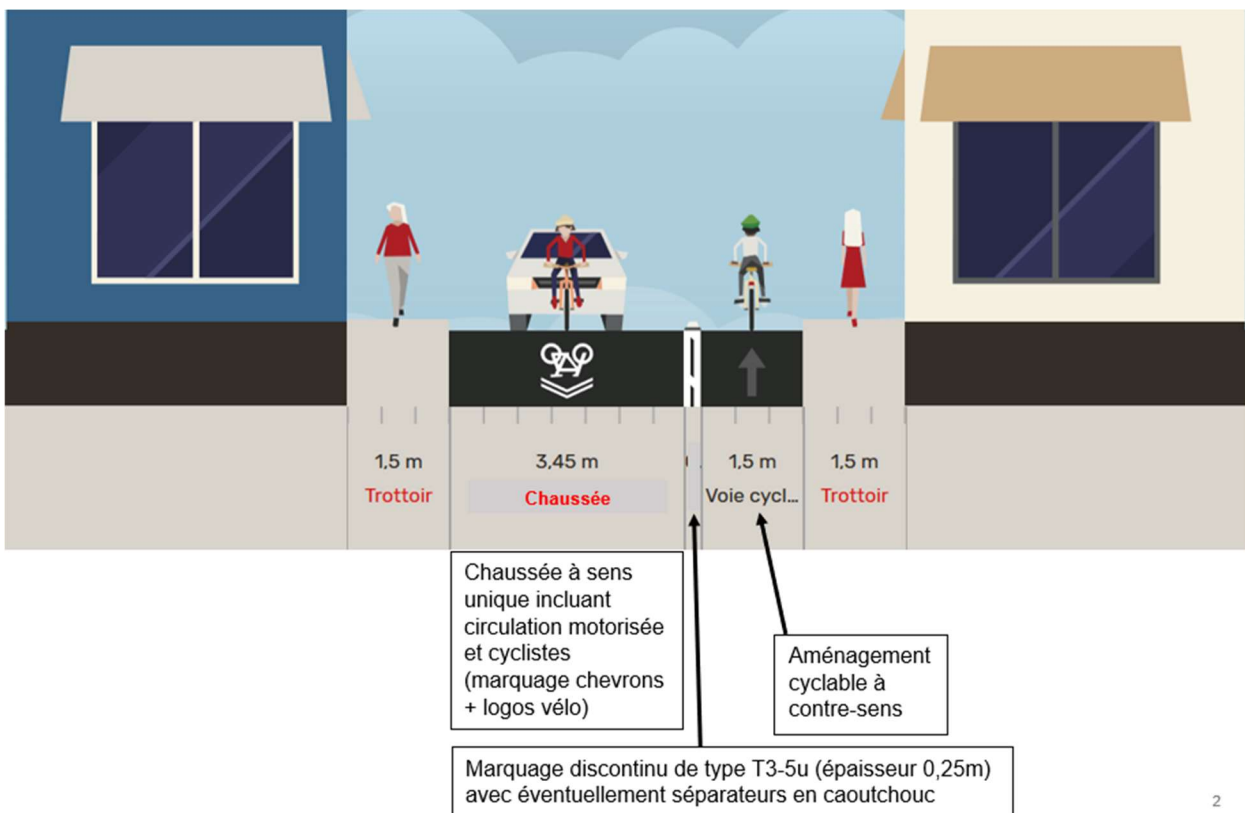 1,5 m
3,45 m
1,5 m
1,5 m
Trottoir
Chaussée
Voie cycl...
Trottoir
Chaussée à sens
unique incluant
circulation motorisée
et cyclistes
(marquage chevrons
+ logos vélo)
Aménagement
cyclable à
contre-sens
Marquage discontinu de type T3-5u (épaisseur 0,25m)
avec éventuellement séparateurs en caoutchouc
2